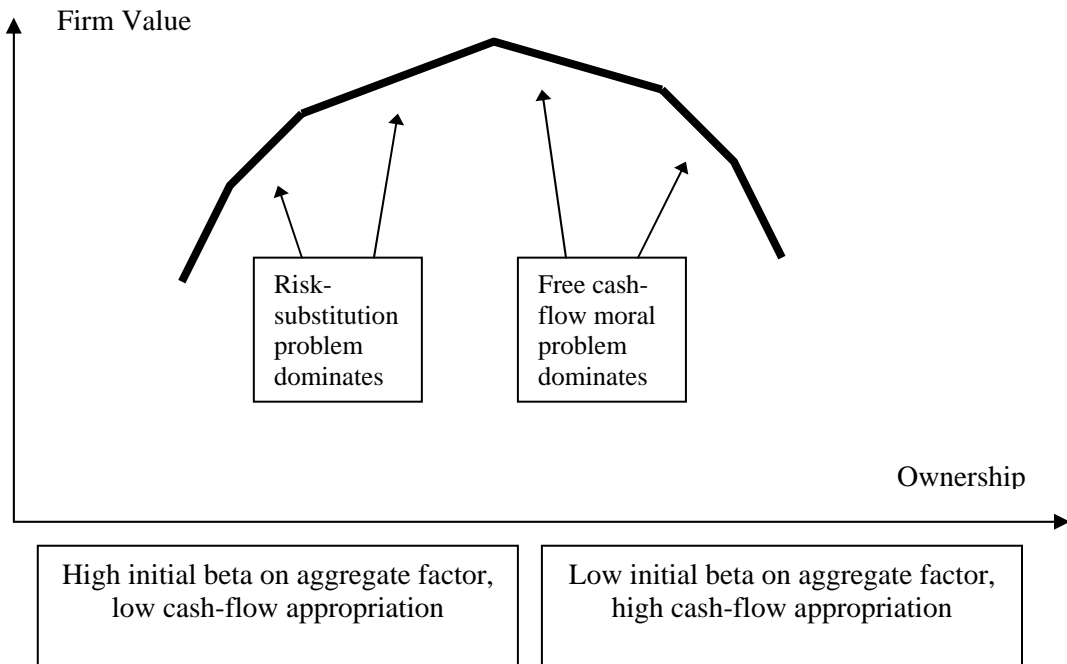 Firm Value
Risk-
substitution
problem
dominates
Free cash-
flow moral
problem
dominates
Ownership
High initial beta on aggregate factor,
low cash-flow appropriation
Low initial beta on aggregate factor,
high cash-flow appropriation